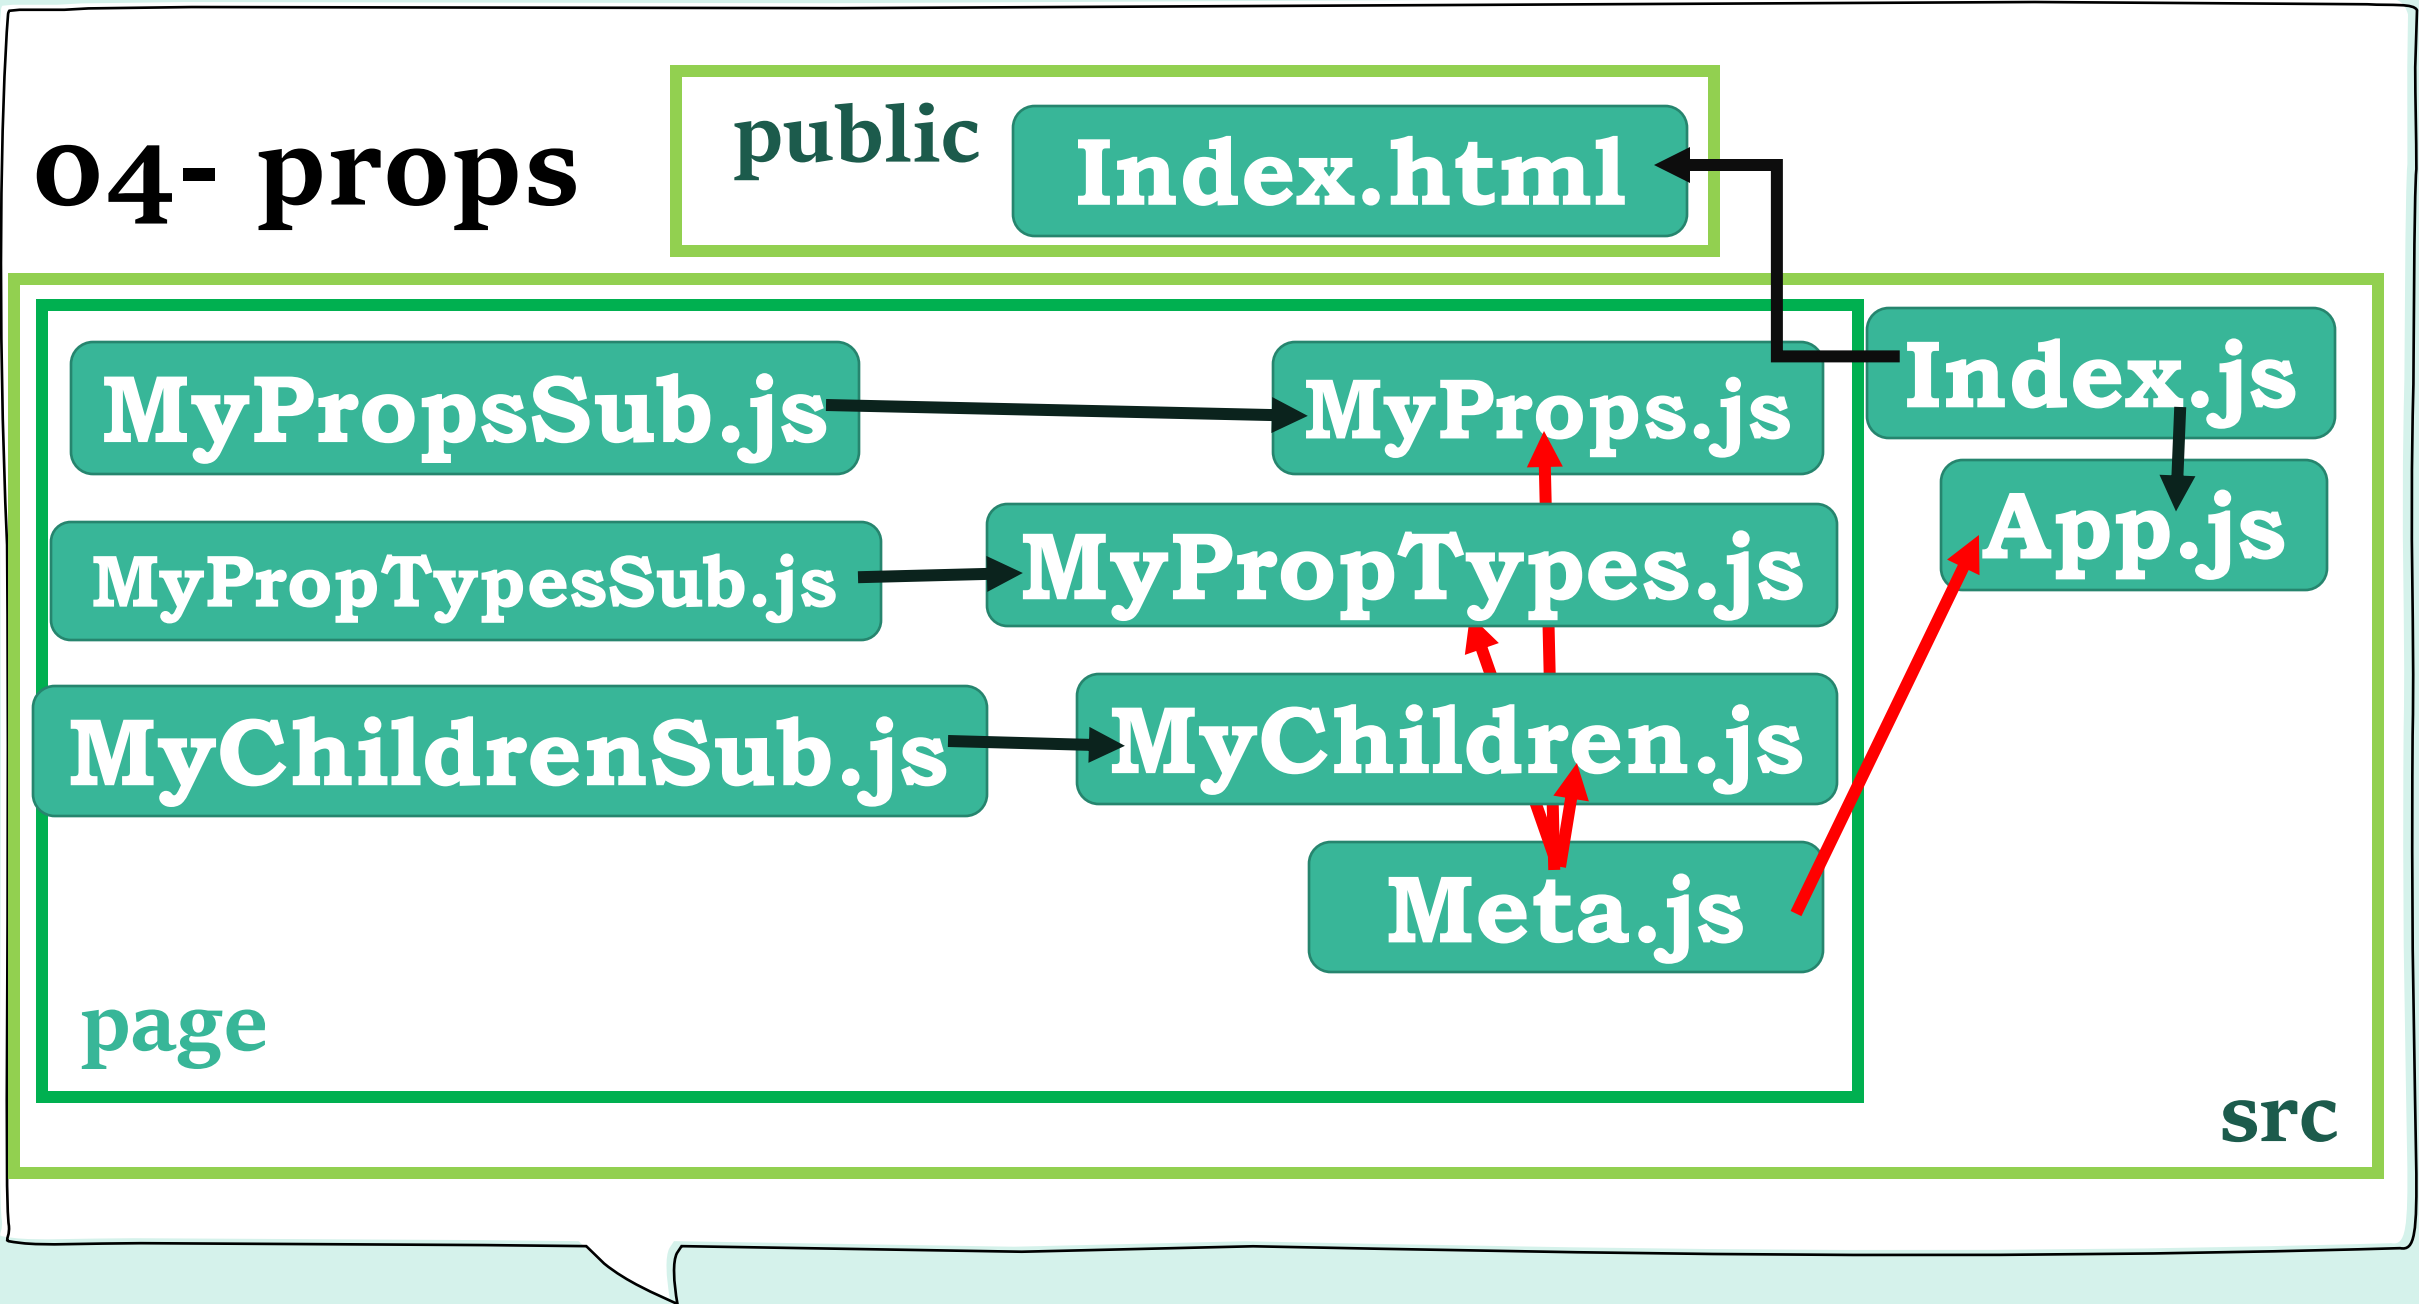 04- props
public
Index.html
MyPropsSub.js
MyProps.js
Index.js
MyPropTypesSub.js
MyPropTypes.js
App.js
MyChildrenSub.js
MyChildren.js
Meta.js
page
src